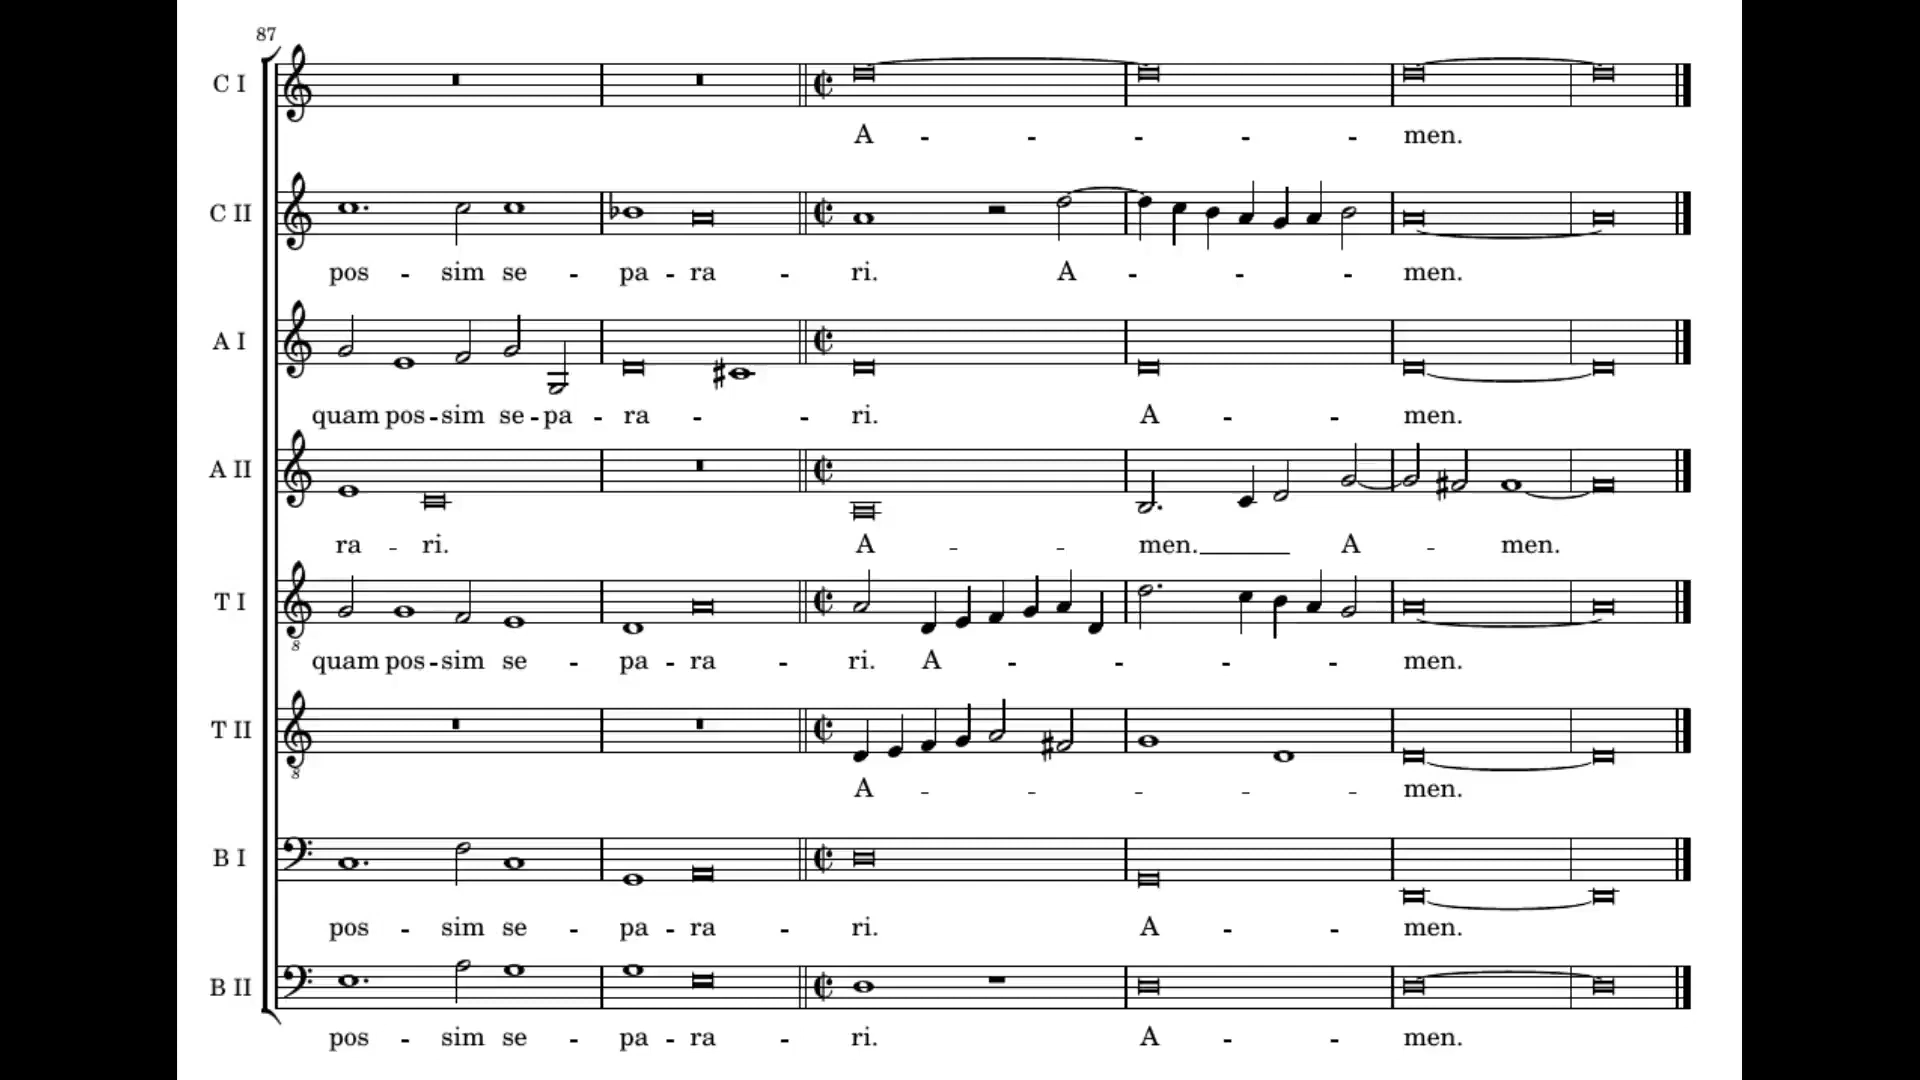 87
C I
A - - - - - men.
C II
pos - sim se - pa - ra - ri. A - - - men.
A I
quam pos - sim se - pa - ra - - ri. A - - men.
A II
ra - ri. A - - men. A - men.
T I
8
quam pos - sim se - pa - ra - ri. A - - - - men.
T II
8
A - - - - - men.
B I
pos - sim se - pa - ra - ri. A - - men.
B II
pos - sim se - pa - ra - ri. A - - men.